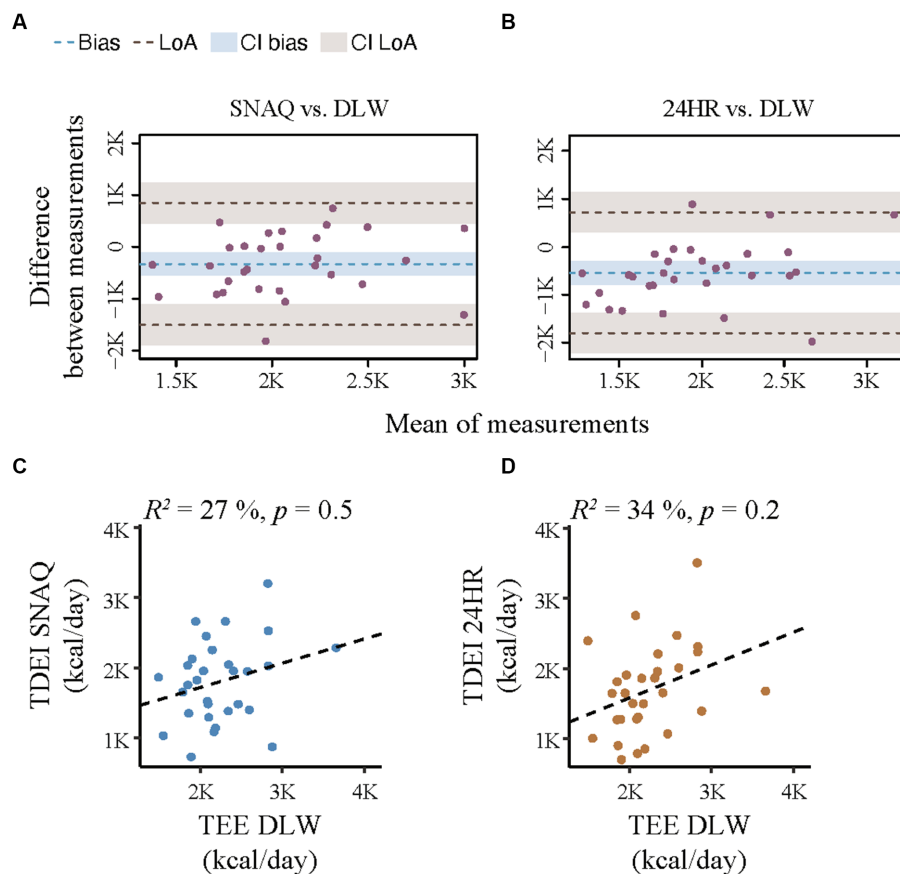 A
B
Bias LoA CI bias CI LoA
SNAQ vs. DLW
24HR vs. DLW
Difference
between measurements
2K
1K
0
-1K
-2K
2K
1K
0
-1K
-2K
1.5K 2K 2.5K 3K
1.5K 2K 2.5K 3K
Mean of measurements
C
D
R² = 27 %, p = 0.5
R² = 34 %, p = 0.2
TDEI SNAQ
(kcal/day)
4K
3K
2K
1K
TDEI 24HR
(kcal/day)
4K
3K
2K
1K
2K 3K 4K
2K 3K 4K
TEE DLW
(kcal/day)
TEE DLW
(kcal/day)